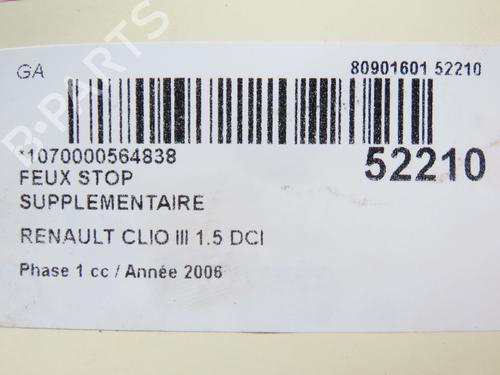 GA 80901601 52210
*1070000564838 52210
FEUX STOP
SUPPLEMENTAIRE
RENAULT CLIO III 1.5 DCI
Phase 1 cc / Année 2006
B-PARTS